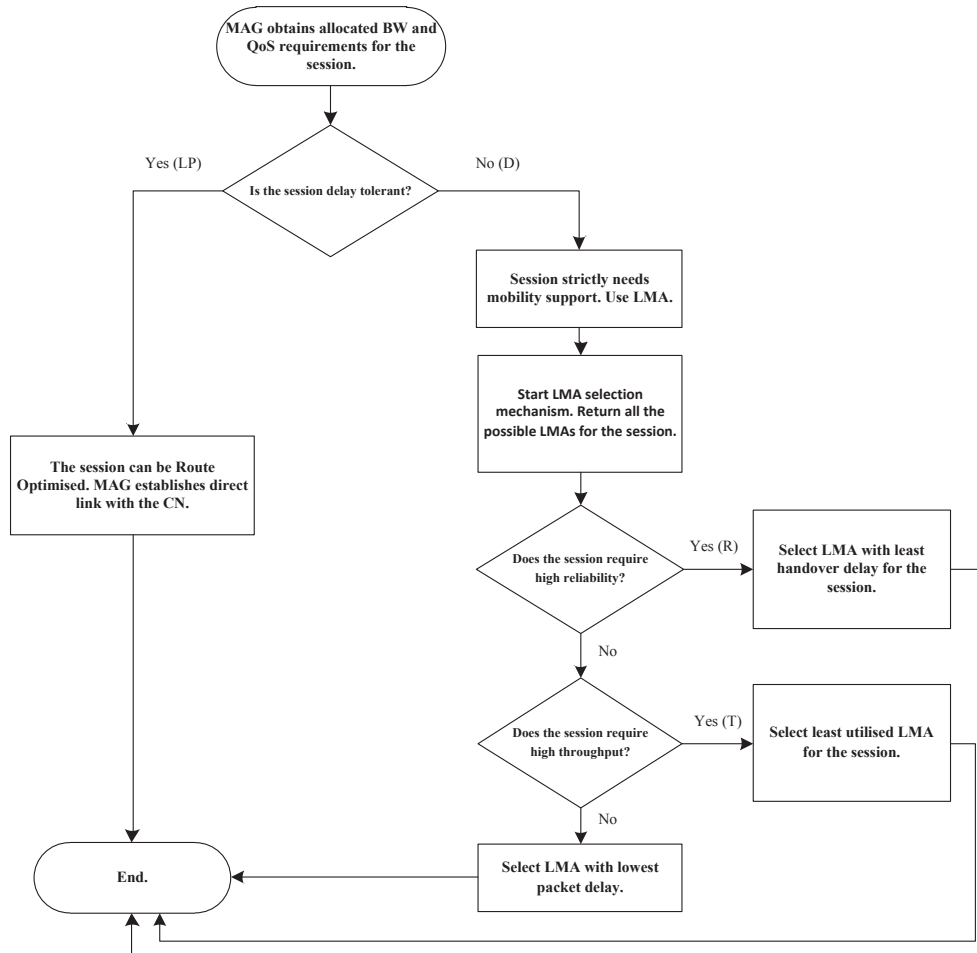 MAG obtains allocated BW and
QoS requirements for the
session.
Yes (LP)
No (D)
Is the session delay tolerant?
Session strictly needs
mobility support. Use LMA.
Start LMA selection
mechanism. Return all the
possible LMAs for the session.
The session can be Route
Optimised. MAG establishes direct
link with the CN.
Does the session require
high reliability?
Yes (R)
Select LMA with least
handover delay for the
session.
No
Does the session require
high throughput?
Yes (T)
Select least utilised LMA
for the session.
No
Select LMA with lowest
packet delay.
End.